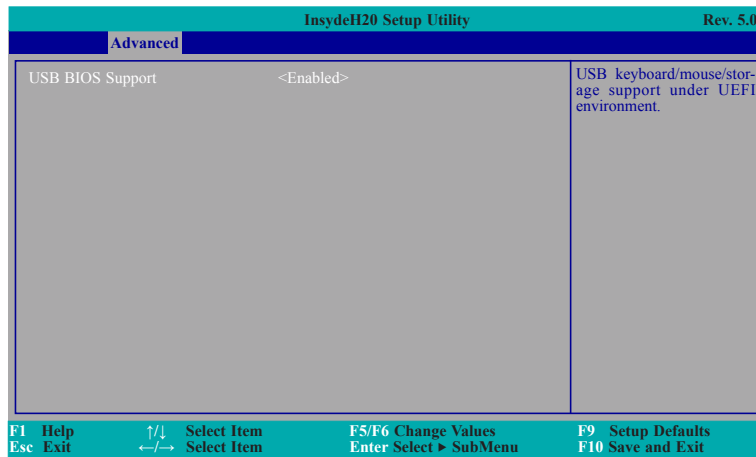 InsydeH20 Setup Utility Rev. 5.0
Advanced
USB BIOS Support <Enabled>
USB keyboard/mouse/stor-
age support under UEFI
environment.
F1 Help ↑/↓ Select Item F5/F6 Change Values F9 Setup Defaults
Esc Exit ←/→ Select Item Enter Select ► SubMenu F10 Save and Exit